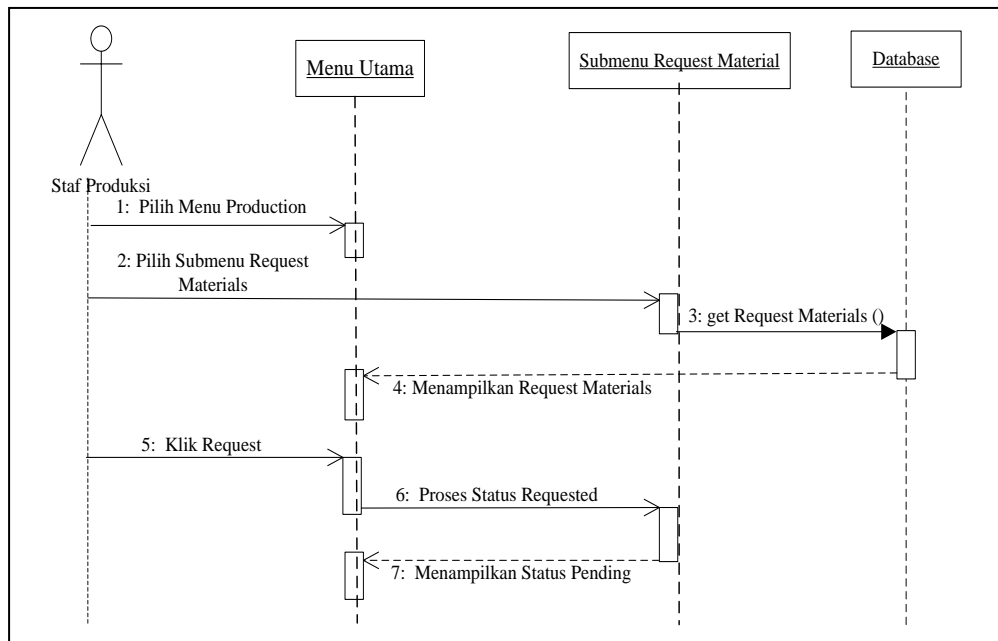 Menu Utama
Submenu Request Material
Database
Staf Produksi
1: Pilih Menu Production
2: Pilih Submenu Request
Materials
3: get Request Materials ()
4: Menampilkan Request Materials
5: Klik Request
6: Proses Status Requested
7: Menampilkan Status Pending